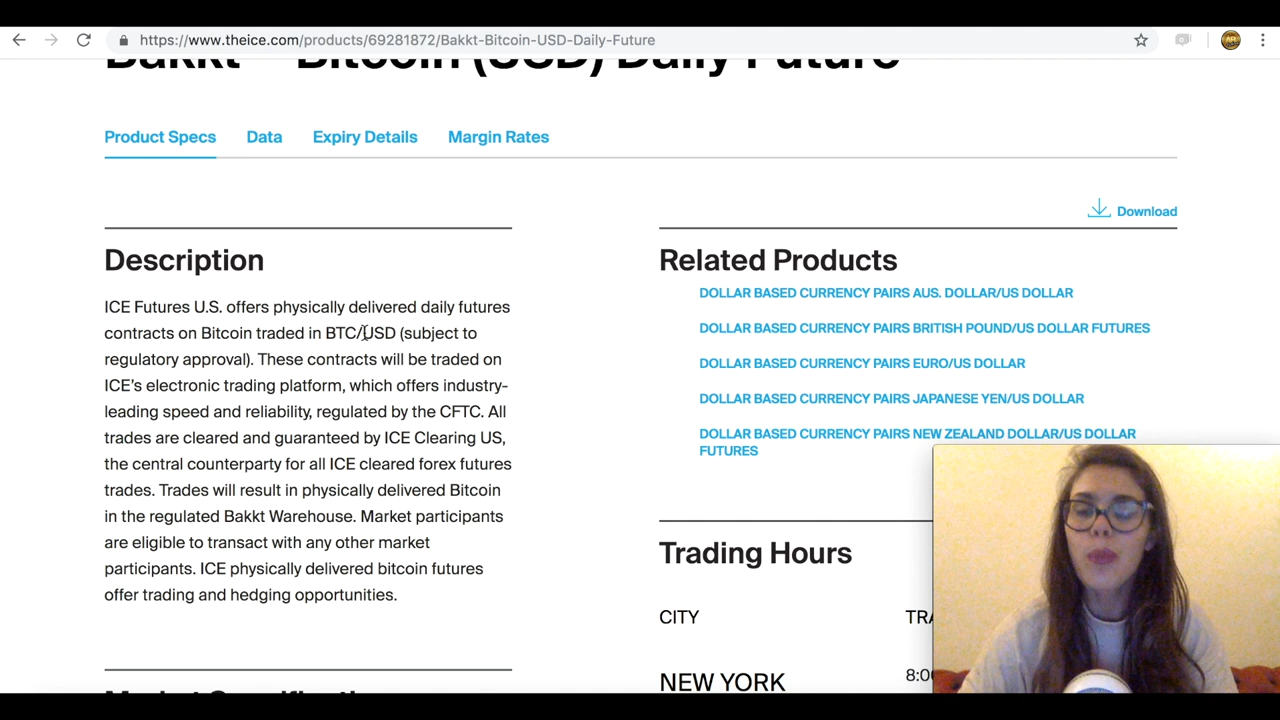 https://www.theice.com/products/69281872/Bakkt-Bitcoin-USD-Daily-Future
Bakkt Bitcoin (USD) Daily Future
Product Specs Data Expiry Details Margin Rates
Download
Description
ICE Futures U.S. offers physically delivered daily futures
contracts on Bitcoin traded in BTC/USD (subject to
regulatory approval). These contracts will be traded on
ICE's electronic trading platform, which offers industry-
leading speed and reliability, regulated by the CFTC. All
trades are cleared and guaranteed by ICE Clearing US,
the central counterparty for all ICE cleared forex futures
trades. Trades will result in physically delivered Bitcoin
in the regulated Bakkt Warehouse. Market participants
are eligible to transact with any other market
participants. ICE physically delivered bitcoin futures
offer trading and hedging opportunities.
Related Products
DOLLAR BASED CURRENCY PAIRS AUS. DOLLAR/US DOLLAR
DOLLAR BASED CURRENCY PAIRS BRITISH POUND/US DOLLAR FUTURES
DOLLAR BASED CURRENCY PAIRS EURO/US DOLLAR
DOLLAR BASED CURRENCY PAIRS JAPANESE YEN/US DOLLAR
DOLLAR BASED CURRENCY PAIRS NEW ZEALAND DOLLAR/US DOLLAR
FUTURES
Trading Hours
CITY TRA
NEW YORK 8:00